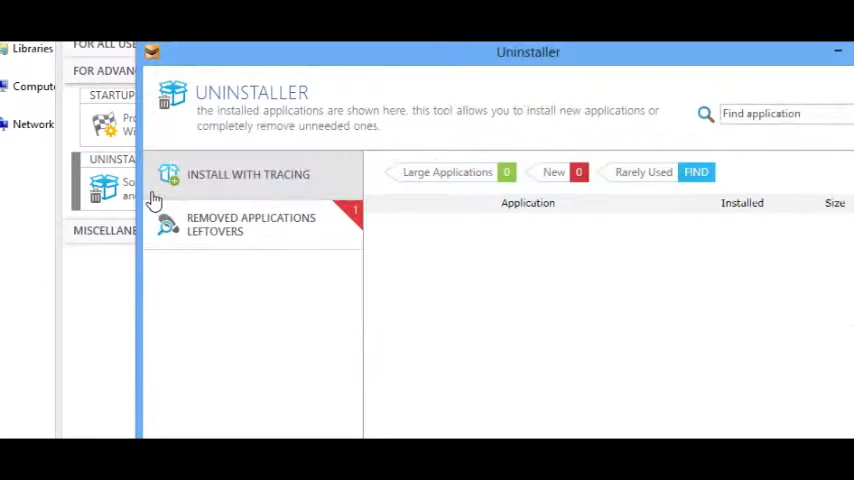 Libraries
FOR ALL
Uninstaller
Comput
FOR ADVAN
UNINSTALLER
STARTUP
the installed applications are shown here. this tool allows you to install new applications or
completely remove unneeded ones.
Find application
Network
Pro
Wi
UNINSTA
INSTALL WITH TRACING
Large Applications 0
New 0
Rarely Used FIND
So
an
Application
Installed
Size
REMOVED APPLICATIONS
LEFTOVERS
1
MISCELLANE